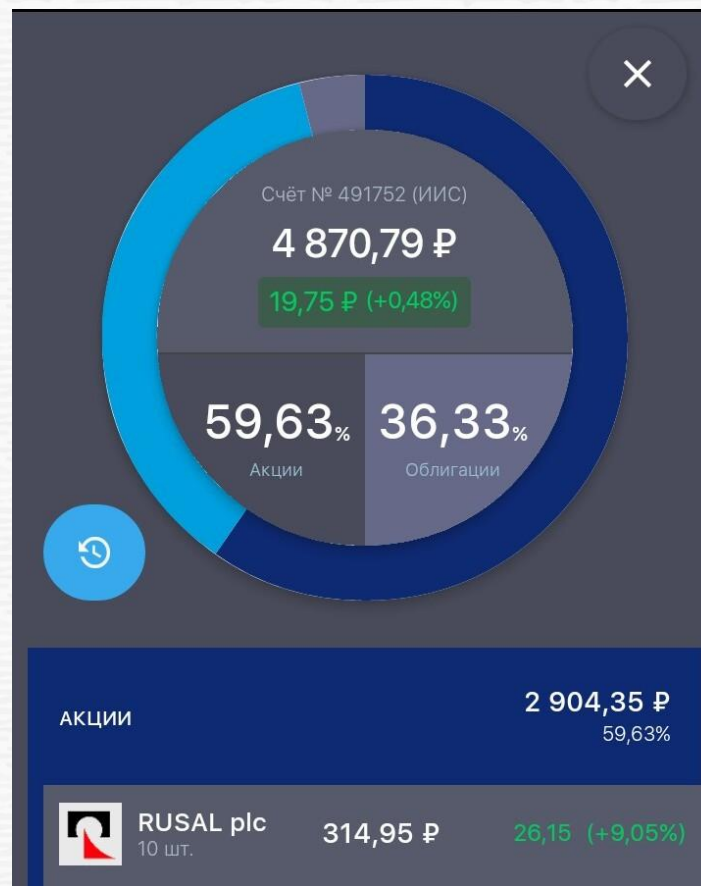 Счёт № 491752 (ИИС)
4 870,79 ₽
19,75 ₽ (+0,48%)
59,63% 36,33%
Акции Облигации
АКЦИИ 2 904,35 ₽
59,63%
RUSAL plc 314,95 ₽ 26,15 (+9,05%)
10 шт.